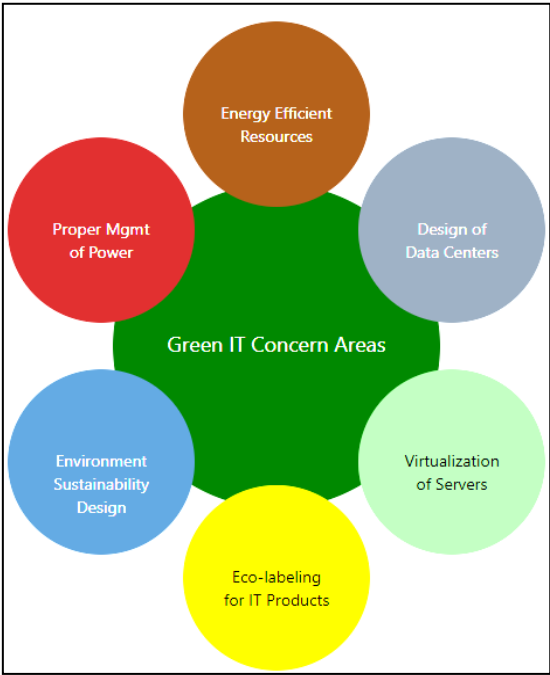 Energy Efficient
Resources
Proper Mgmt
of Power
Design of
Data Centers
Green IT Concern Areas
Environment
Sustainability
Design
Virtualization
of Servers
Eco-labeling
for IT Products